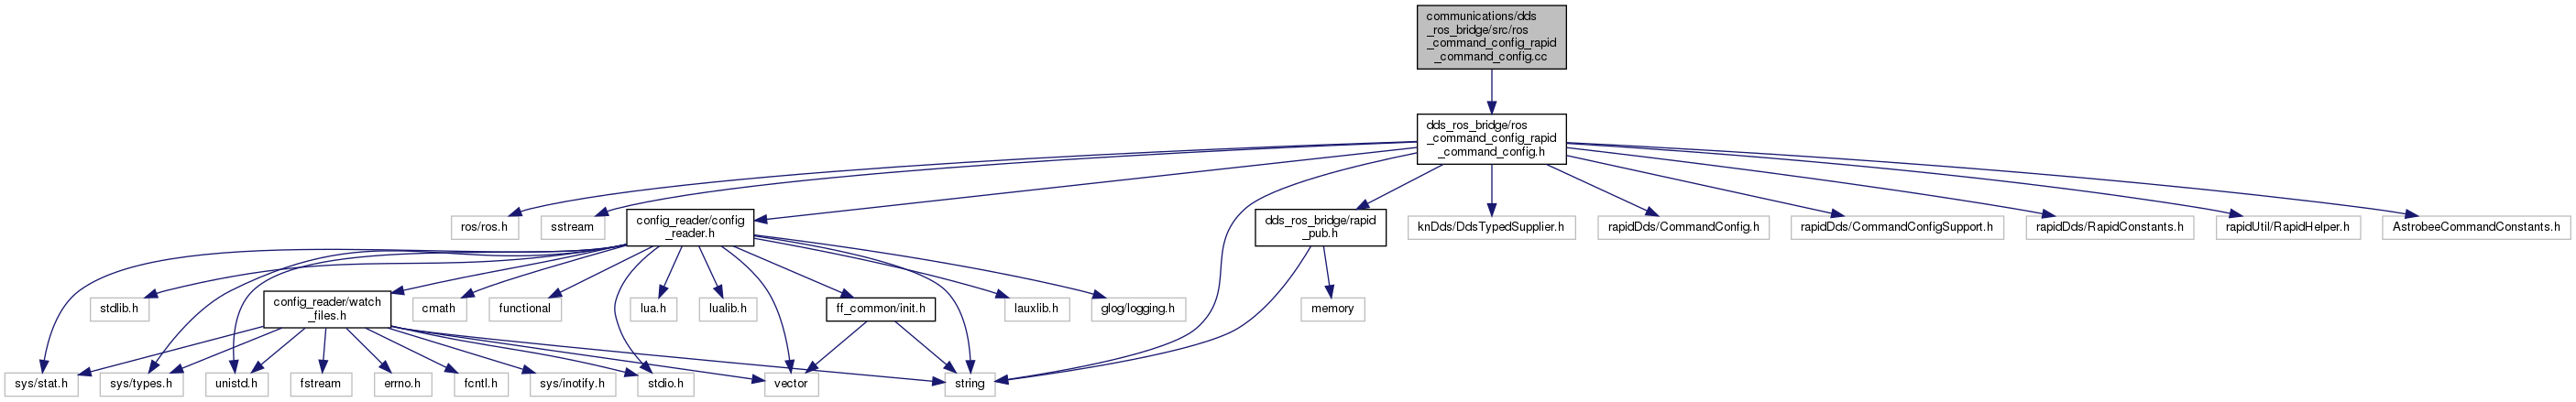 communications/dds
_ros_bridge/src/ros
_command_config_rapid
_command_config.cc
dds_ros_bridge/ros
_command_config_rapid
_command_config.h
ros/ros.h
sstream
config_reader/config
_reader.h
dds_ros_bridge/rapid
_pub.h
knDds/DdsTypedSupplier.h
rapidDds/CommandConfig.h
rapidDds/CommandConfigSupport.h
rapidDds/RapidConstants.h
rapidUtil/RapidHelper.h
AstrobeeCommandConstants.h
stdlib.h
config_reader/watch
_files.h
cmath
functional
lua.h
lualib.h
ff_common/init.h
lauxlib.h
glog/logging.h
memory
sys/stat.h
sys/types.h
unistd.h
fstream
errno.h
fcntl.h
sys/inotify.h
stdio.h
vector
string